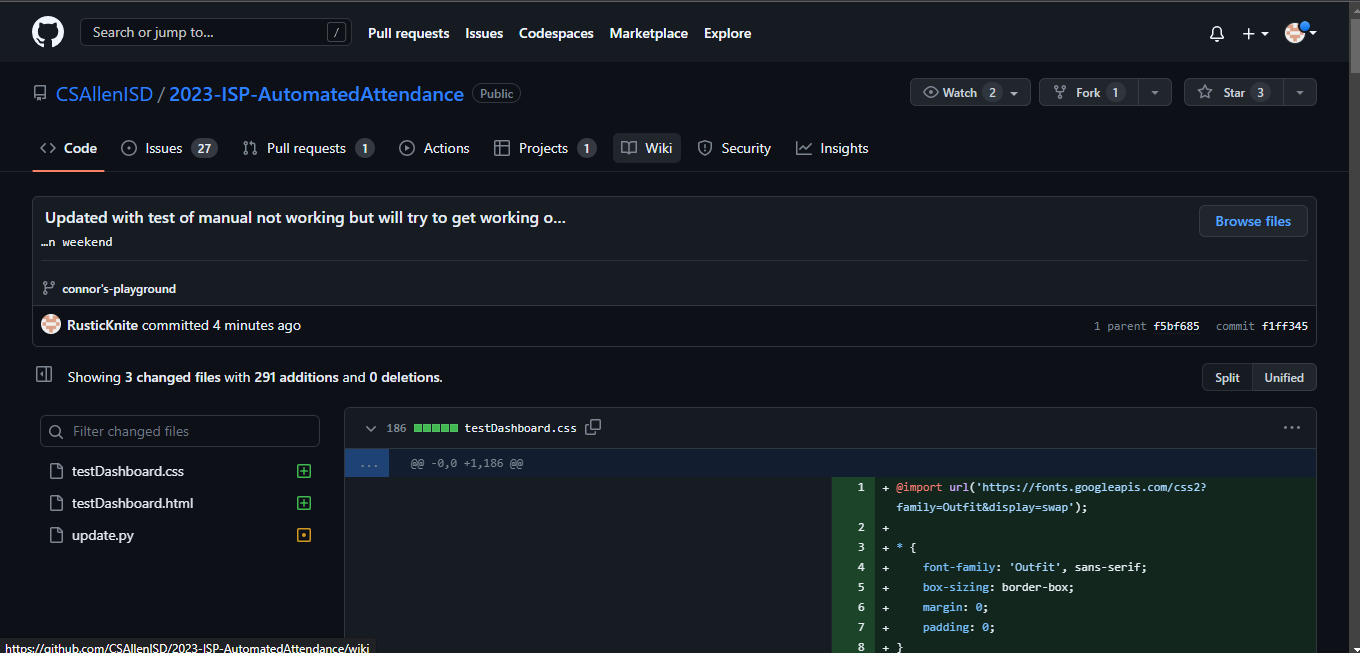 Search or jump to... /
Pull requests Issues Codespaces Marketplace Explore
CSAllenISD / 2023-ISP-AutomatedAttendance Public
Watch 2 Fork 1 Star 3
<> Code Issues 27 Pull requests 1 Actions Projects 1 Wiki Security Insights
Updated with test of manual not working but will try to get working o...
Browse files
…n weekend
connor's-playground
RusticKnite committed 4 minutes ago
1 parent f5bf685 commit f1ff345
Showing 3 changed files with 291 additions and 0 deletions.
Split Unified
Filter changed files
testDashboard.css
testDashboard.html
update.py
186 testDashboard.css ...
... @@ -0,0 +1,186 @@
1 + @import url('https://fonts.googleapis.com/css2?
family=Outfit&display=swap');
2 +
3 + * {
4 + font-family: 'Outfit', sans-serif;
5 + box-sizing: border-box;
6 + margin: 0;
7 + padding: 0;
8 + }
https://github.com/CSAllenISD/2023-ISP-AutomatedAttendance/wiki